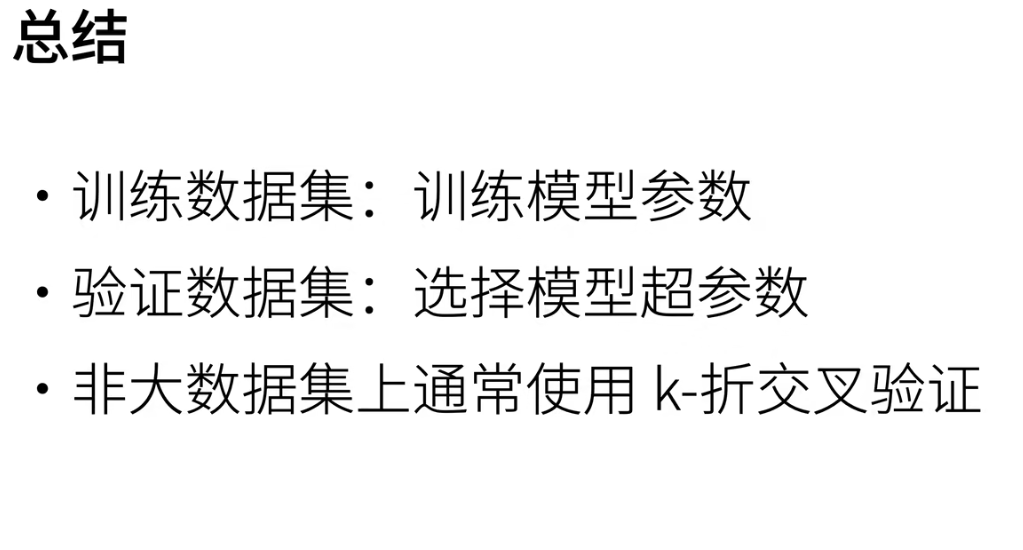 总结
• 训练数据集：训练模型参数
• 验证数据集：选择模型超参数
• 非大数据集上通常使用 k-折交叉验证